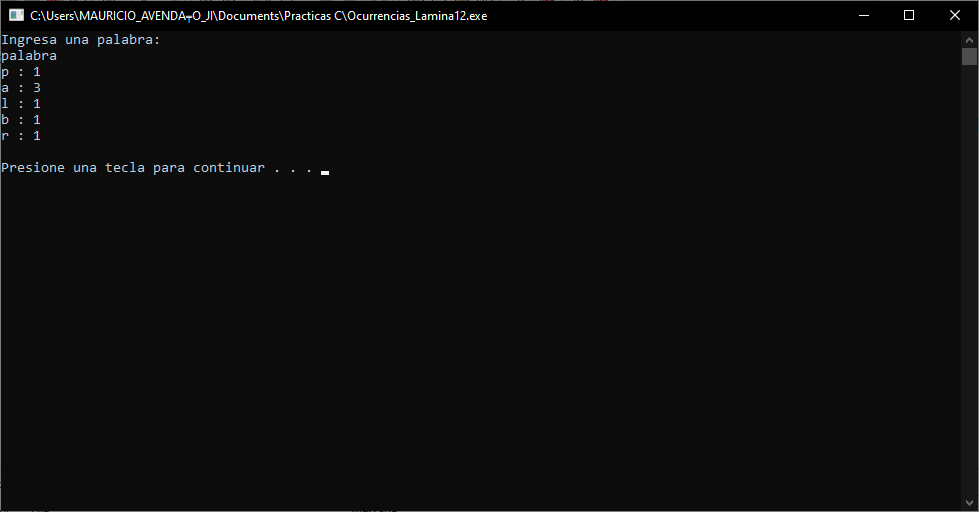 C:\Users\MAURICIO_AVENDA╤O_JI\Documents\Practicas C\Ocurrencias_Lamina12.exe
Ingresa una palabra:
palabra
p : 1
a : 3
l : 1
b : 1
r : 1
Presione una tecla para continuar . . .